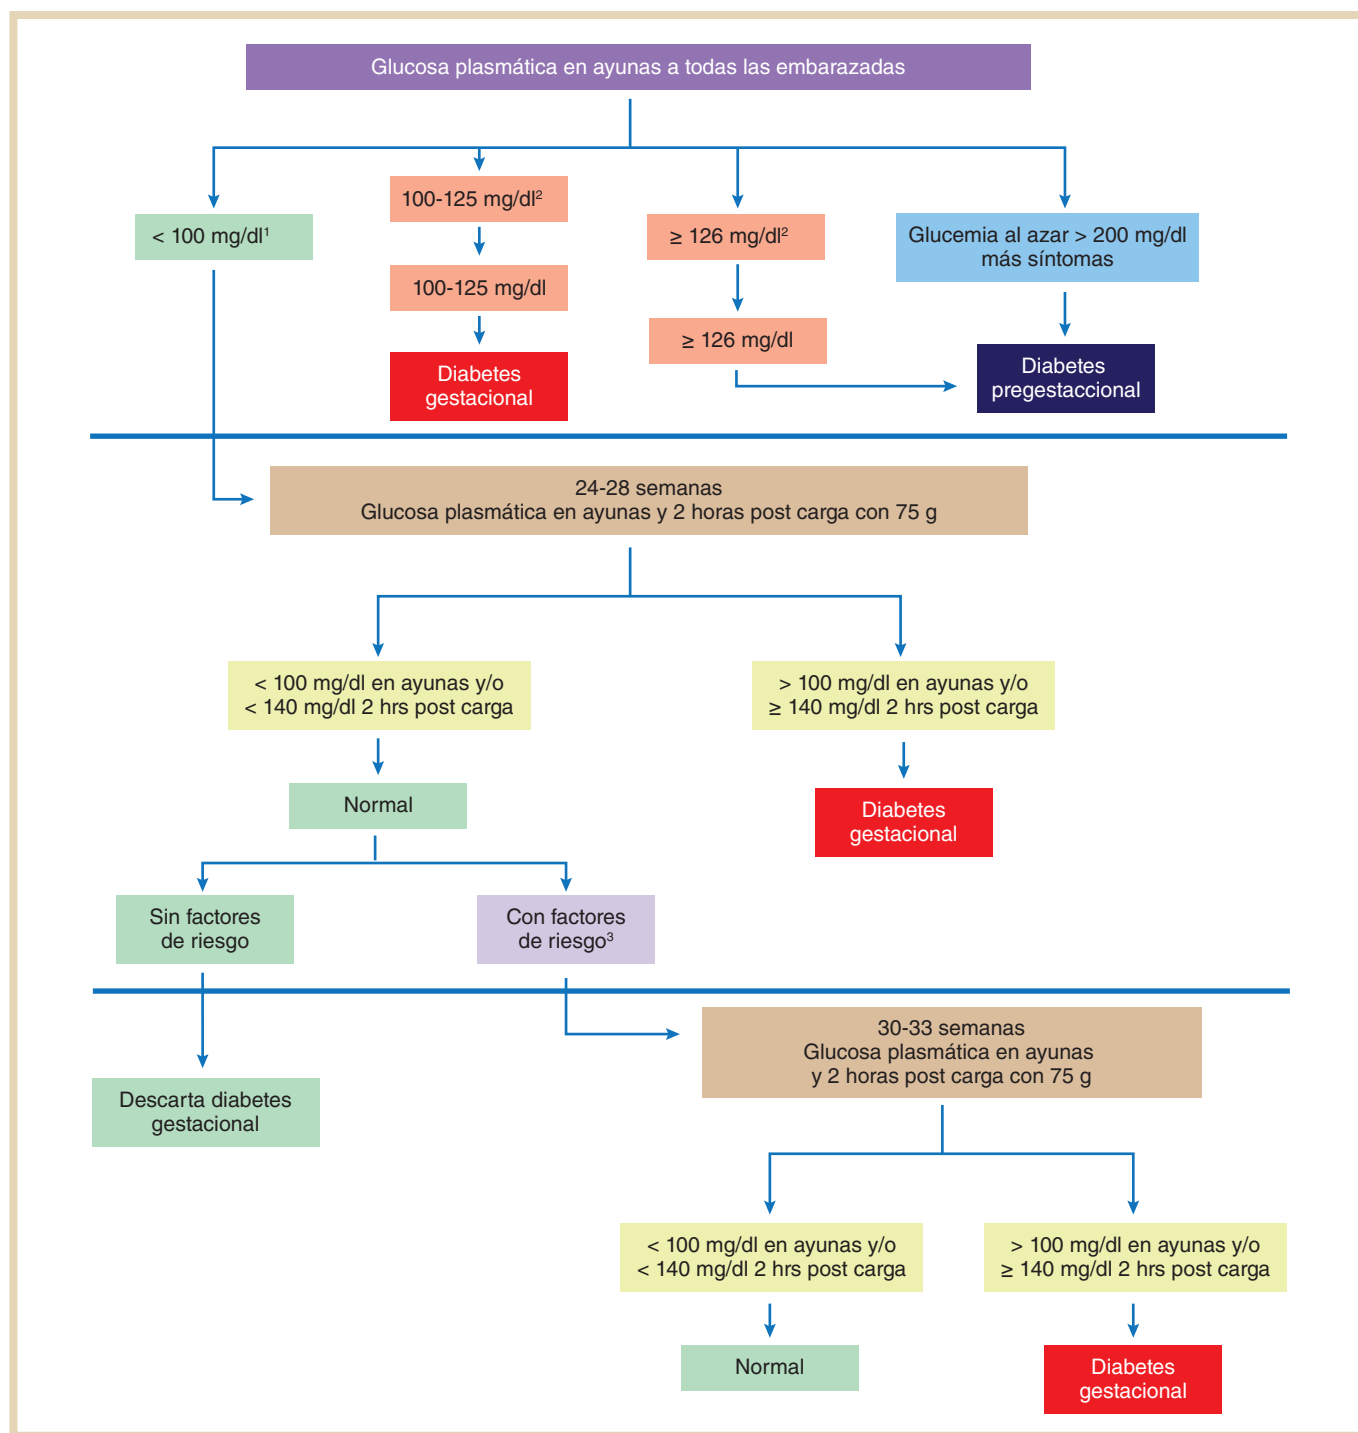 Glucosa plasmática en ayunas a todas las embarazadas
< 100 mg/dl¹
100-125 mg/dl²
100-125 mg/dl
Diabetes
gestacional
≥ 126 mg/dl²
≥ 126 mg/dl
Glucemia al azar > 200 mg/dl
más síntomas
Diabetes
pregestaccional
24-28 semanas
Glucosa plasmática en ayunas y 2 horas post carga con 75 g
< 100 mg/dl en ayunas y/o
< 140 mg/dl 2 hrs post carga
> 100 mg/dl en ayunas y/o
≥ 140 mg/dl 2 hrs post carga
Normal
Diabetes
gestacional
Sin factores
de riesgo
Con factores
de riesgo³
Descarta diabetes
gestacional
30-33 semanas
Glucosa plasmática en ayunas
y 2 horas post carga con 75 g
< 100 mg/dl en ayunas y/o
< 140 mg/dl 2 hrs post carga
> 100 mg/dl en ayunas y/o
≥ 140 mg/dl 2 hrs post carga
Normal
Diabetes
gestacional